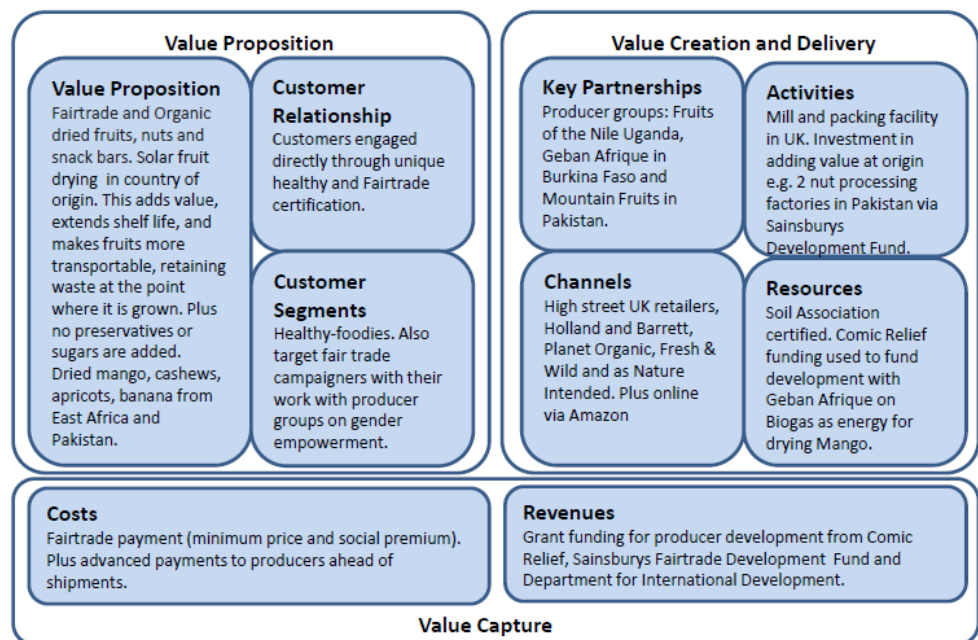 Value Proposition
Value Proposition
Fairtrade and Organic
dried fruits, nuts and
snack bars. Solar fruit
drying in country of
origin. This adds value,
extends shelf life, and
makes fruits more
transportable, retaining
waste at the point
where it is grown. Plus
no preservatives or
sugars are added.
Dried mango, cashews,
apricots, banana from
East Africa and
Pakistan.
Customer
Relationship
Customers engaged
directly through unique
healthy and Fairtrade
certification.
Customer
Segments
Healthy-foodies. Also
target fair trade
campaigners with their
work with producer
groups on gender
empowerment.
Value Creation and Delivery
Key Partnerships
Producer groups: Fruits
of the Nile Uganda,
Geban Afrique in
Burkina Faso and
Mountain Fruits in
Pakistan.
Activities
Mill and packing facility
in UK. Investment in
adding value at origin
e.g. 2 nut processing
factories in Pakistan via
Sainsburys
Development Fund.
Channels
High street UK retailers,
Holland and Barrett,
Planet Organic, Fresh &
Wild and as Nature
Intended. Plus online
via Amazon
Resources
Soil Association
certified. Comic Relief
funding used to fund
development with
Geban Afrique on
Biogas as energy for
drying Mango.
Costs
Fairtrade payment (minimum price and social premium).
Plus advanced payments to producers ahead of
shipments.
Revenues
Grant funding for producer development from Comic
Relief, Sainsburys Fairtrade Development Fund and
Department for International Development.
Value Capture